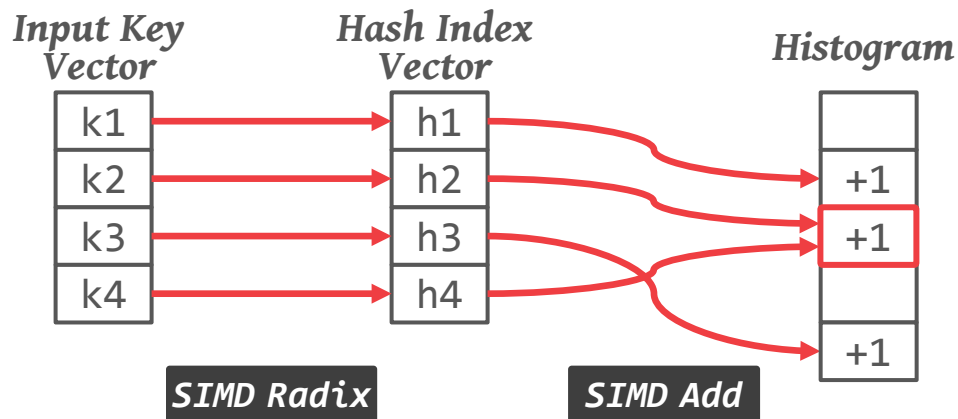 Input Key
Vector
Hash Index
Vector
Histogram
k1
k2
k3
k4
h1
h2
h3
h4
+1
+1
+1
SIMD Radix
SIMD Add